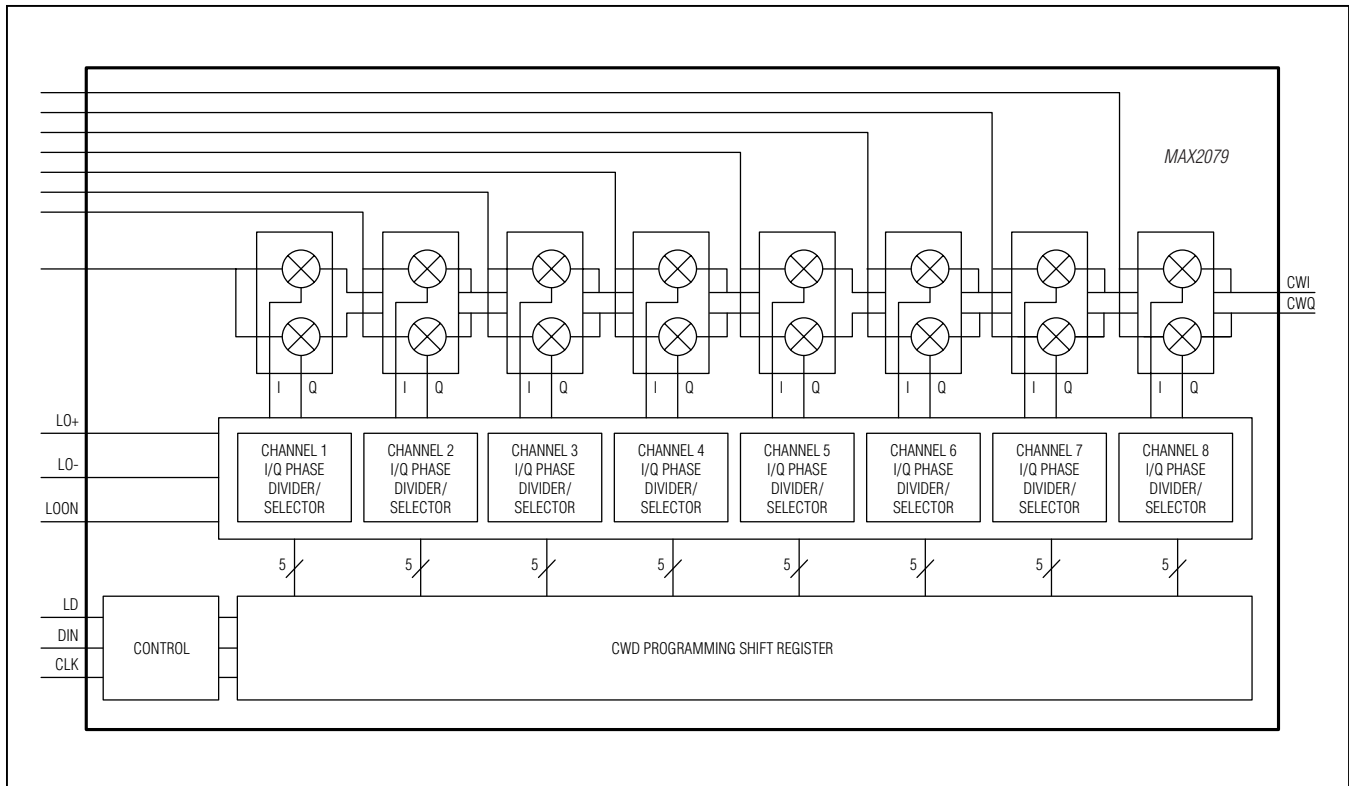 MAX2079
CWI
CWQ
I Q I Q I Q I Q I Q I Q I Q I Q
LO+
LO-
LOON
CHANNEL 1
I/Q PHASE
DIVIDER/
SELECTOR
CHANNEL 2
I/Q PHASE
DIVIDER/
SELECTOR
CHANNEL 3
I/Q PHASE
DIVIDER/
SELECTOR
CHANNEL 4
I/Q PHASE
DIVIDER/
SELECTOR
CHANNEL 5
I/Q PHASE
DIVIDER/
SELECTOR
CHANNEL 6
I/Q PHASE
DIVIDER/
SELECTOR
CHANNEL 7
I/Q PHASE
DIVIDER/
SELECTOR
CHANNEL 8
I/Q PHASE
DIVIDER/
SELECTOR
5 5 5 5 5 5 5 5
LD
DIN
CLK
CONTROL
CWD PROGRAMMING SHIFT REGISTER